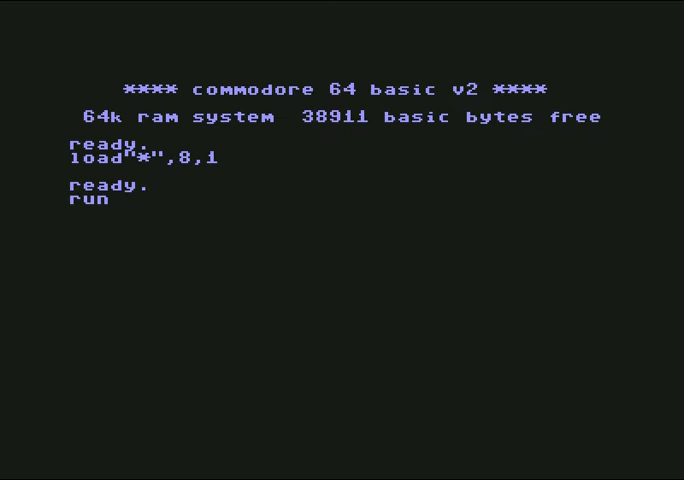 **** commodore 64 basic v2 ****
64k ram system  38911 basic bytes free
ready.
load"*",8,1
ready.
run